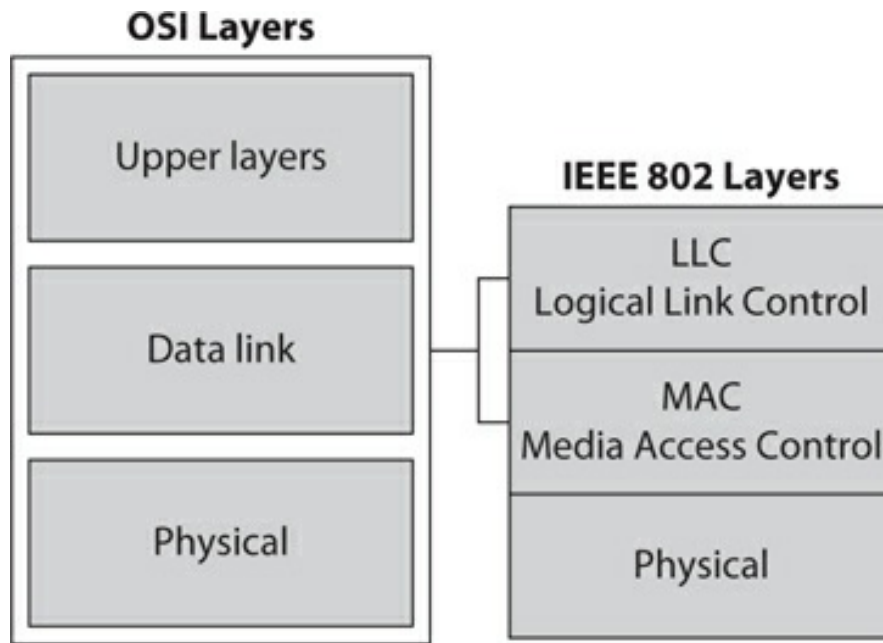 OSI Layers
Upper layers
Data link
Physical
IEEE 802 Layers
LLC
Logical Link Control
MAC
Media Access Control
Physical